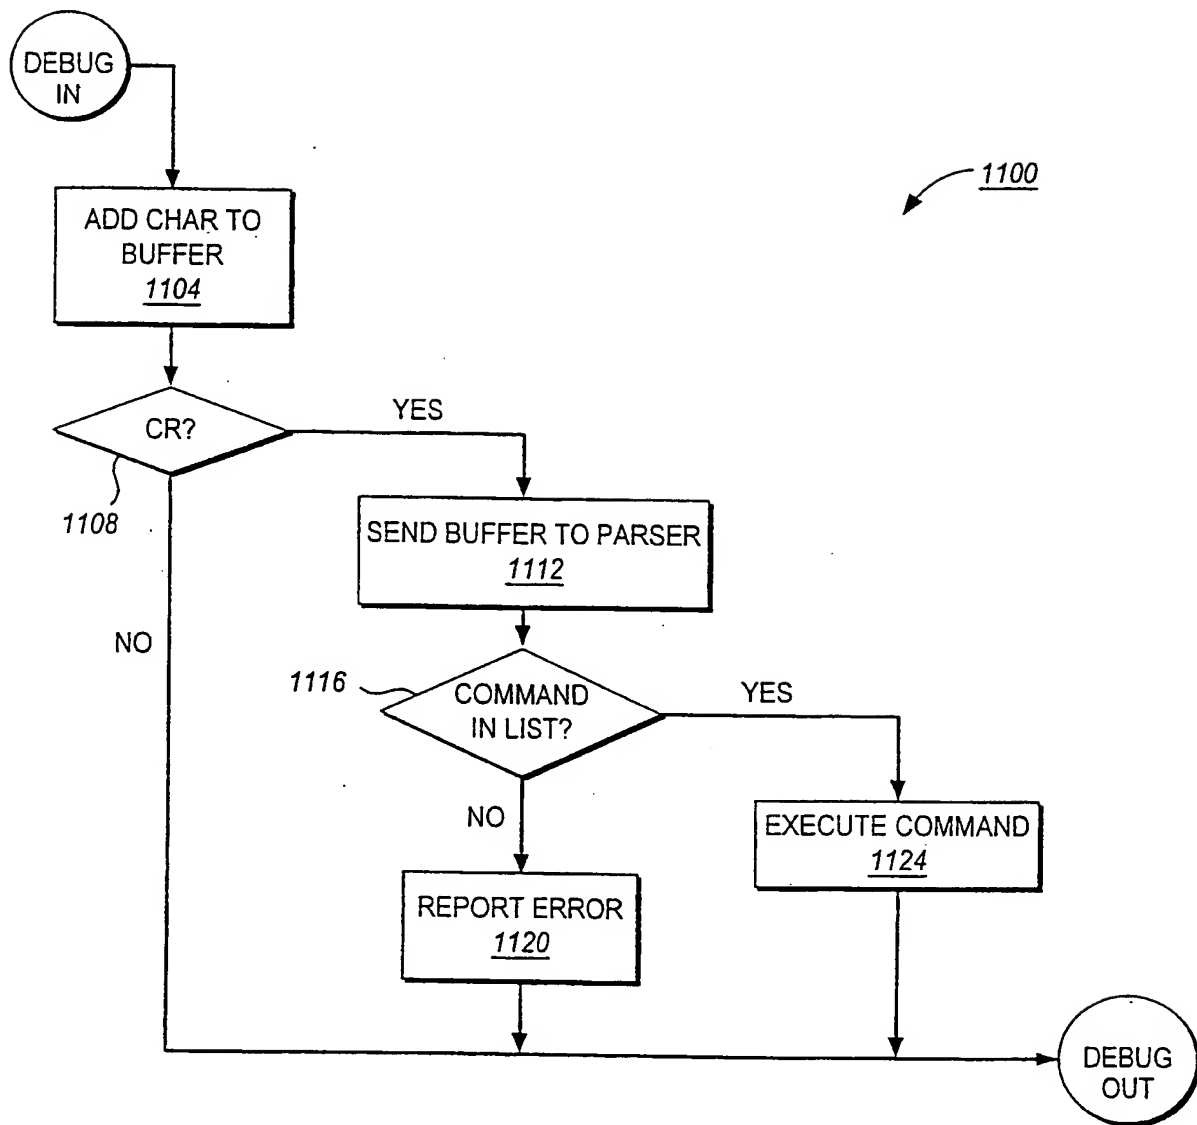 DEBUG
IN
1100
ADD CHAR TO
BUFFER
1104
CR?
YES
1108
SEND BUFFER TO PARSER
1112
NO
1116
COMMAND
IN LIST?
YES
NO
EXECUTE COMMAND
1124
REPORT ERROR
1120
DEBUG
OUT